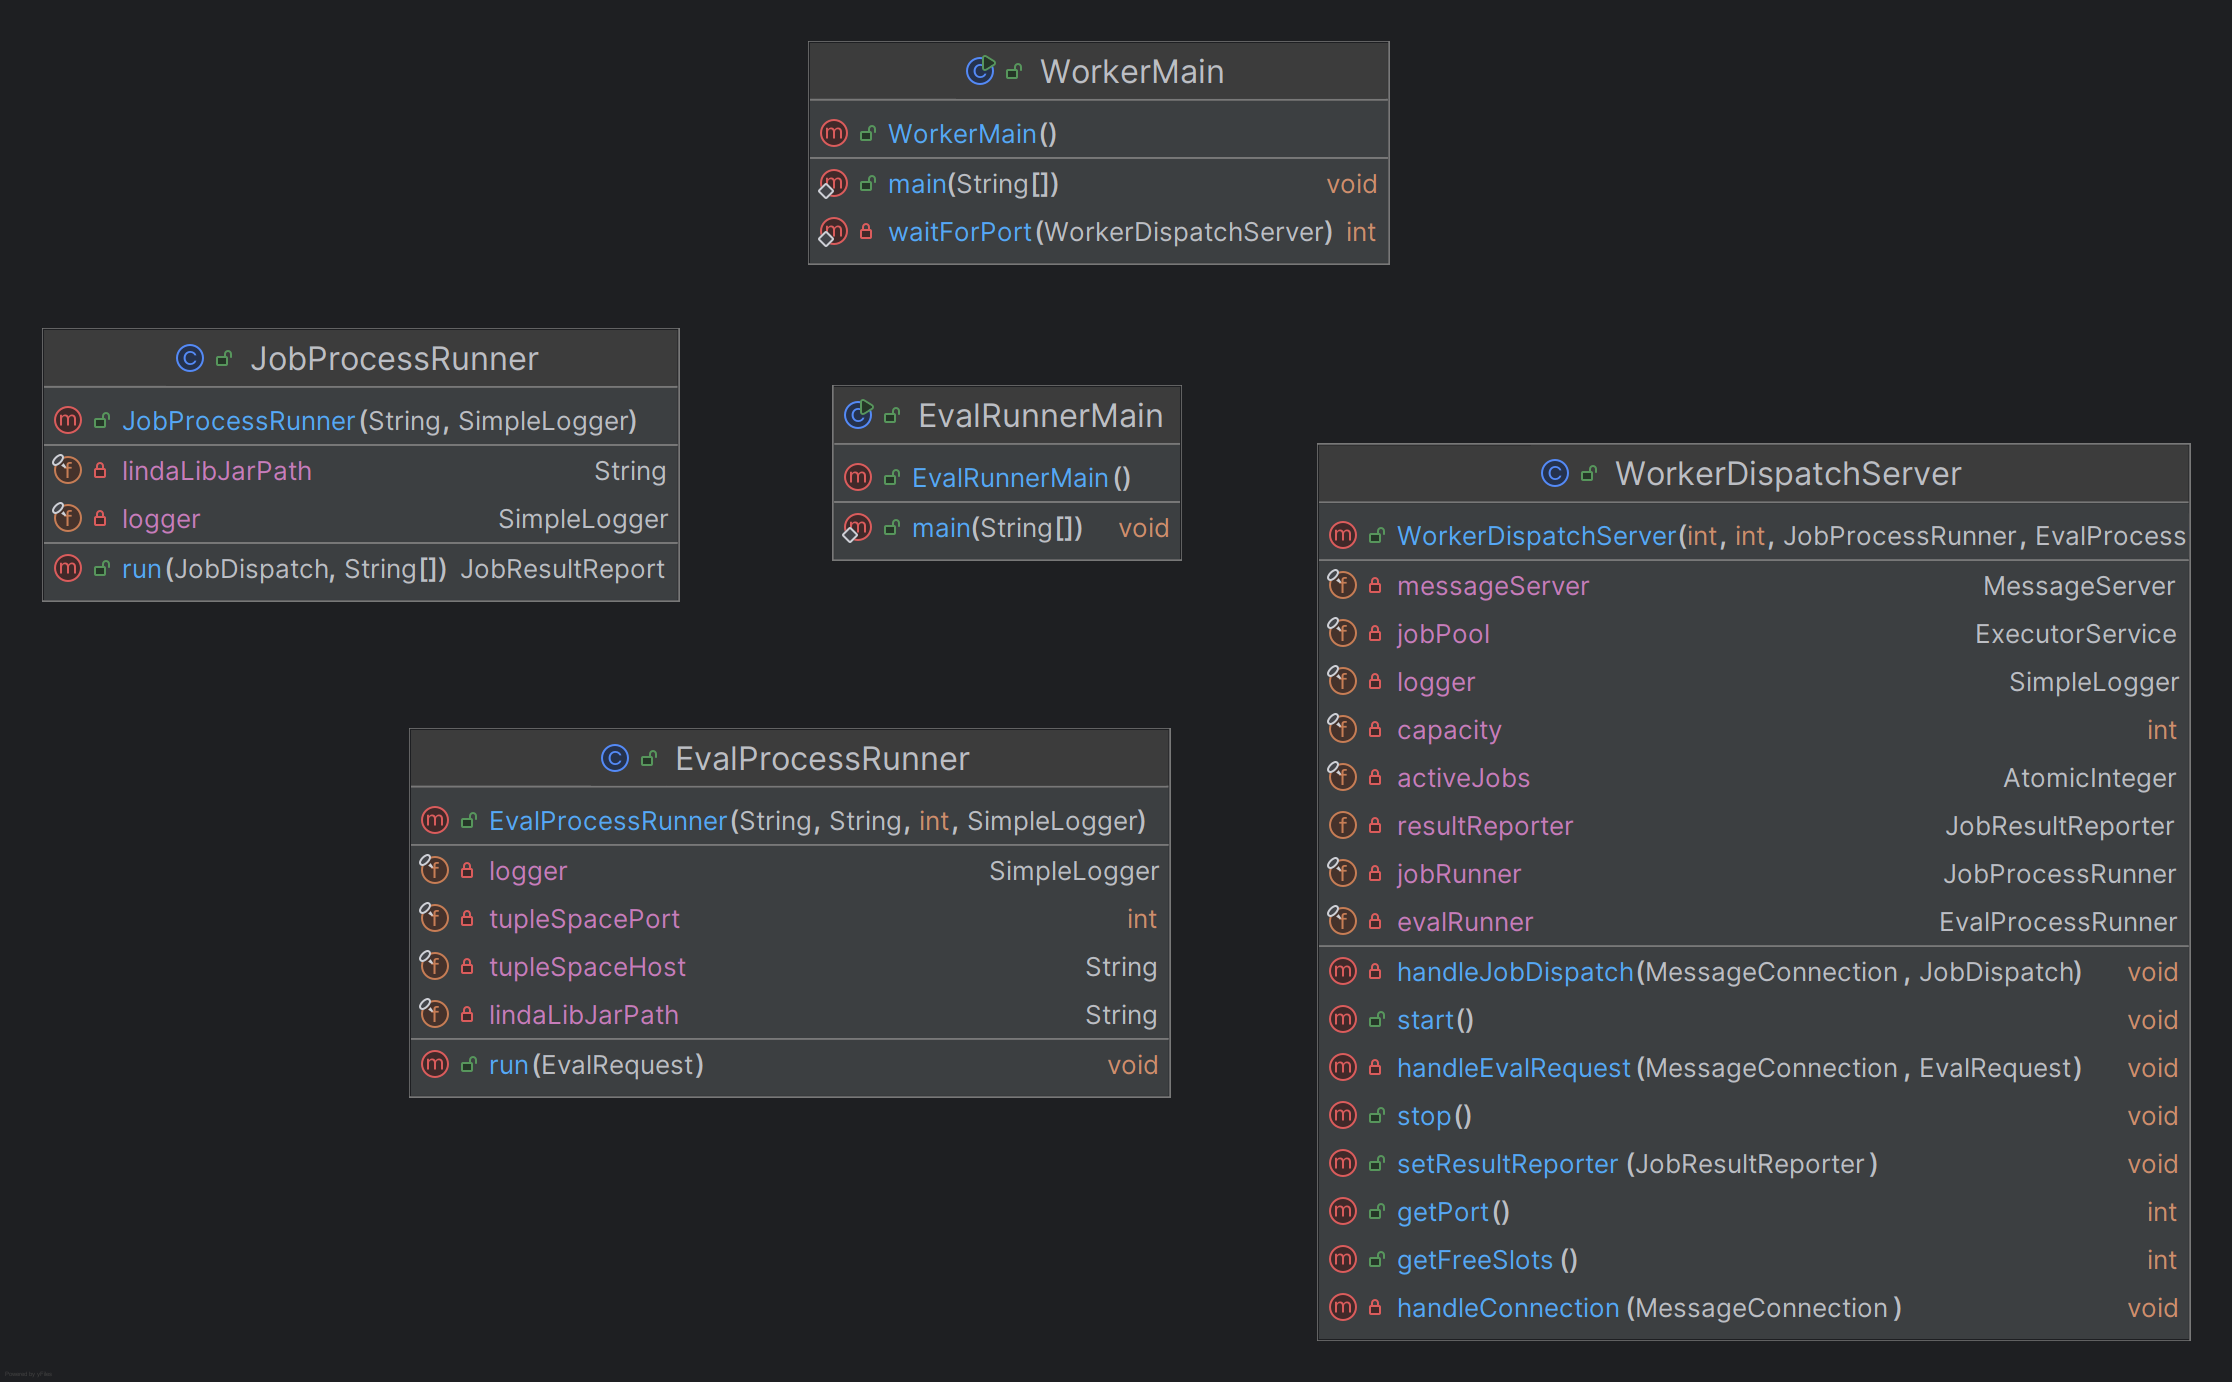 WorkerMain
WorkerMain()
main(String[]) void
waitForPort(WorkerDispatchServer) int
JobProcessRunner
JobProcessRunner(String, SimpleLogger)
lindaLibJarPath String
logger SimpleLogger
run(JobDispatch, String[]) JobResultReport
EvalRunnerMain
EvalRunnerMain()
main(String[]) void
WorkerDispatchServer
WorkerDispatchServer(int, int, JobProcessRunner, EvalProcess
messageServer MessageServer
jobPool ExecutorService
logger SimpleLogger
capacity int
activeJobs AtomicInteger
resultReporter JobResultReporter
jobRunner JobProcessRunner
evalRunner EvalProcessRunner
handleJobDispatch(MessageConnection, JobDispatch) void
start() void
handleEvalRequest(MessageConnection, EvalRequest) void
stop() void
setResultReporter(JobResultReporter) void
getPort() int
getFreeSlots() int
handleConnection(MessageConnection) void
EvalProcessRunner
EvalProcessRunner(String, String, int, SimpleLogger)
logger SimpleLogger
tupleSpacePort int
tupleSpaceHost String
lindaLibJarPath String
run(EvalRequest) void
Powered by yFiles